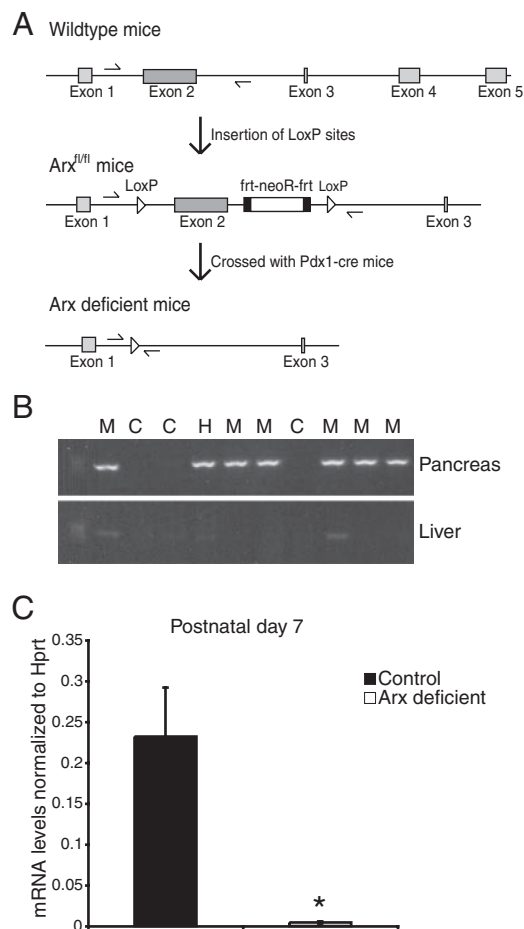 A
Wildtype mice
Exon 1 Exon 2 Exon 3 Exon 4 Exon 5
Insertion of LoxP sites
Arxfl/fl mice
LoxP frt-neoR-frt LoxP
Exon 1 Exon 2 Exon 3
Crossed with Pdx1-cre mice
Arx deficient mice
Exon 1 Exon 3
B
M C C H M M C M M M
Pancreas
Liver
C
Postnatal day 7
mRNA levels normalized to Hprt
0.35
0.3
0.25
0.2
0.15
0.1
0.05
0
Control
Arx deficient
*